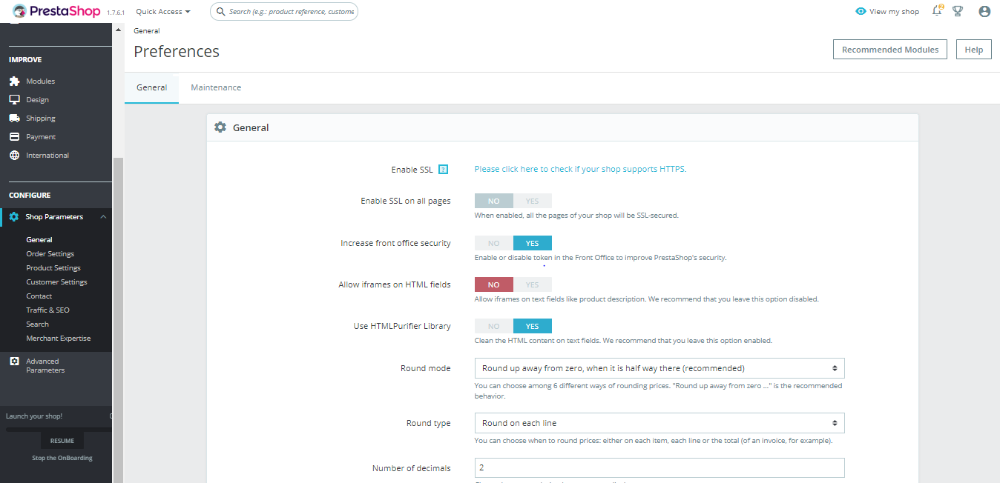 PrestaShop 1.7.6.1 Quick Access Search (e.g.: product reference, custome View my shop 2
General
Preferences
Recommended Modules Help
General Maintenance
IMPROVE
Modules
Design
Shipping
Payment
International
CONFIGURE
Shop Parameters
General
Order Settings
Product Settings
Customer Settings
Contact
Traffic & SEO
Search
Merchant Expertise
Advanced
Parameters
Launch your shop!
RESUME
Stop the OnBoarding
General
Enable SSL ? Please click here to check if your shop supports HTTPS.
Enable SSL on all pages NO YES
When enabled, all the pages of your shop will be SSL-secured.
Increase front office security NO YES
Enable or disable token in the Front Office to improve PrestaShop's security.
Allow iframes on HTML fields NO YES
Allow iframes on text fields like product description. We recommend that you leave this option disabled.
Use HTMLPurifier Library NO YES
Clean the HTML content on text fields. We recommend that you leave this option enabled.
Round mode Round up away from zero, when it is half way there (recommended)
You can choose among 6 different ways of rounding prices. "Round up away from zero ..." is the recommended
behavior.
Round type Round on each line
You can choose when to round prices: either on each item, each line or the total (of an invoice, for example).
Number of decimals 2